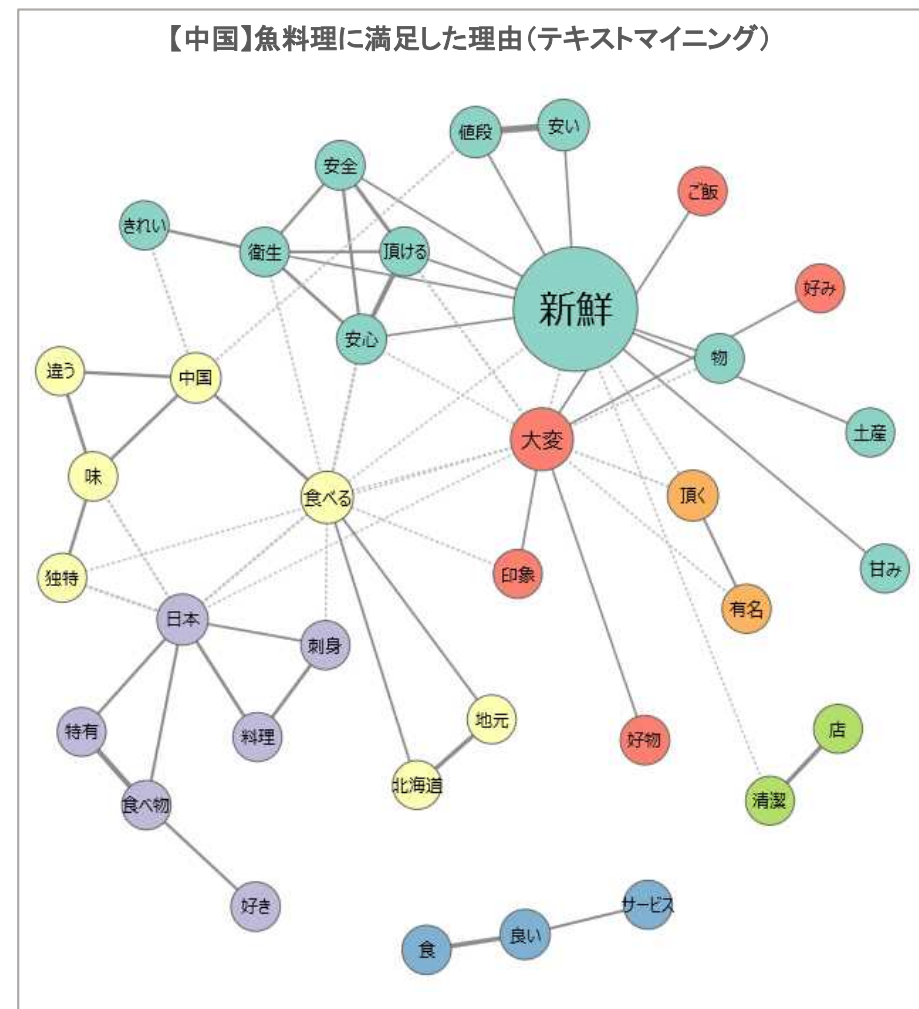 【中国】魚料理に満足した理由(テキストマイニング)
値段
安い
安全
ご飯
きれい
衛生
頂ける
新鮮
好み
安心
物
違う
中国
大変
土産
味
食べる
頂く
独特
印象
甘み
有名
日本
刺身
特有
料理
地元
好物
店
北海道
清潔
食べ物
好き
サービス
食
良い